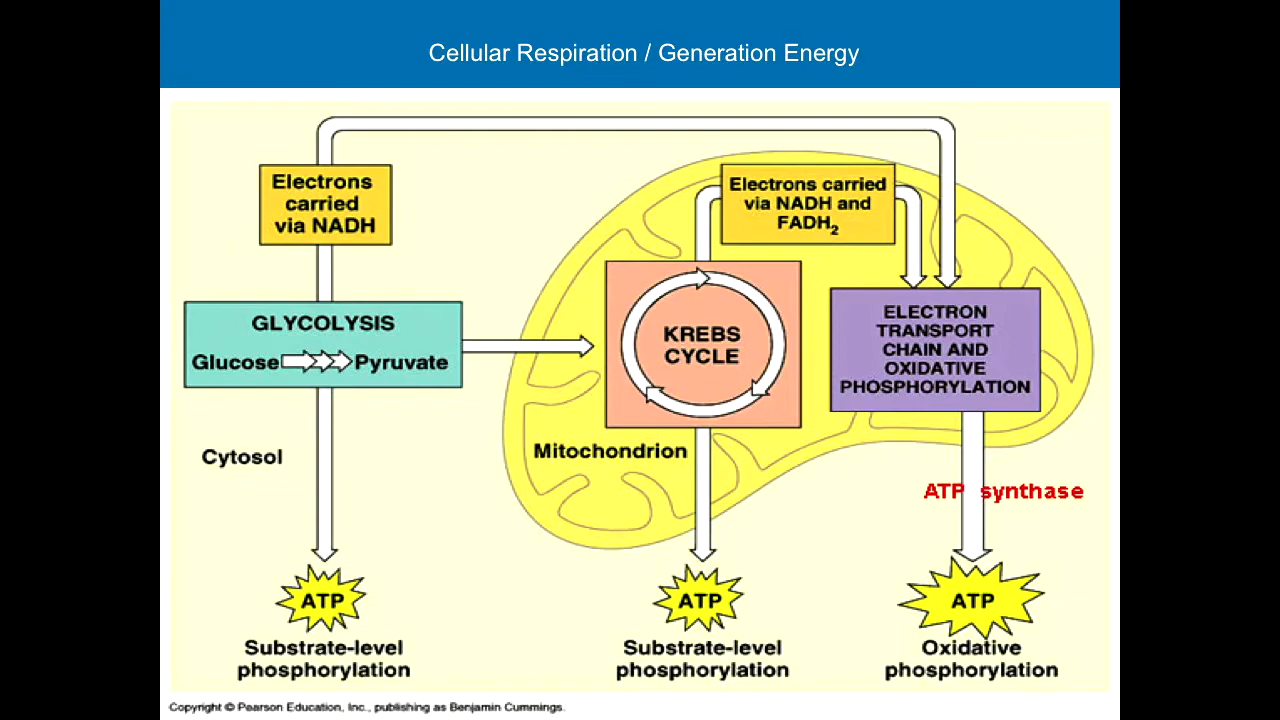 Cellular Respiration / Generation Energy
Electrons
carried
via NADH
Electrons carried
via NADH and
FADH₂
GLYCOLYSIS
Glucose Pyruvate
KREBS
CYCLE
ELECTRON
TRANSPORT
CHAIN AND
OXIDATIVE
PHOSPHORYLATION
Cytosol
Mitochondrion
ATP synthase
ATP
ATP
ATP
Substrate-level
phosphorylation
Substrate-level
phosphorylation
Oxidative
phosphorylation
Copyright © Pearson Education, Inc., publishing as Benjamin Cummings.